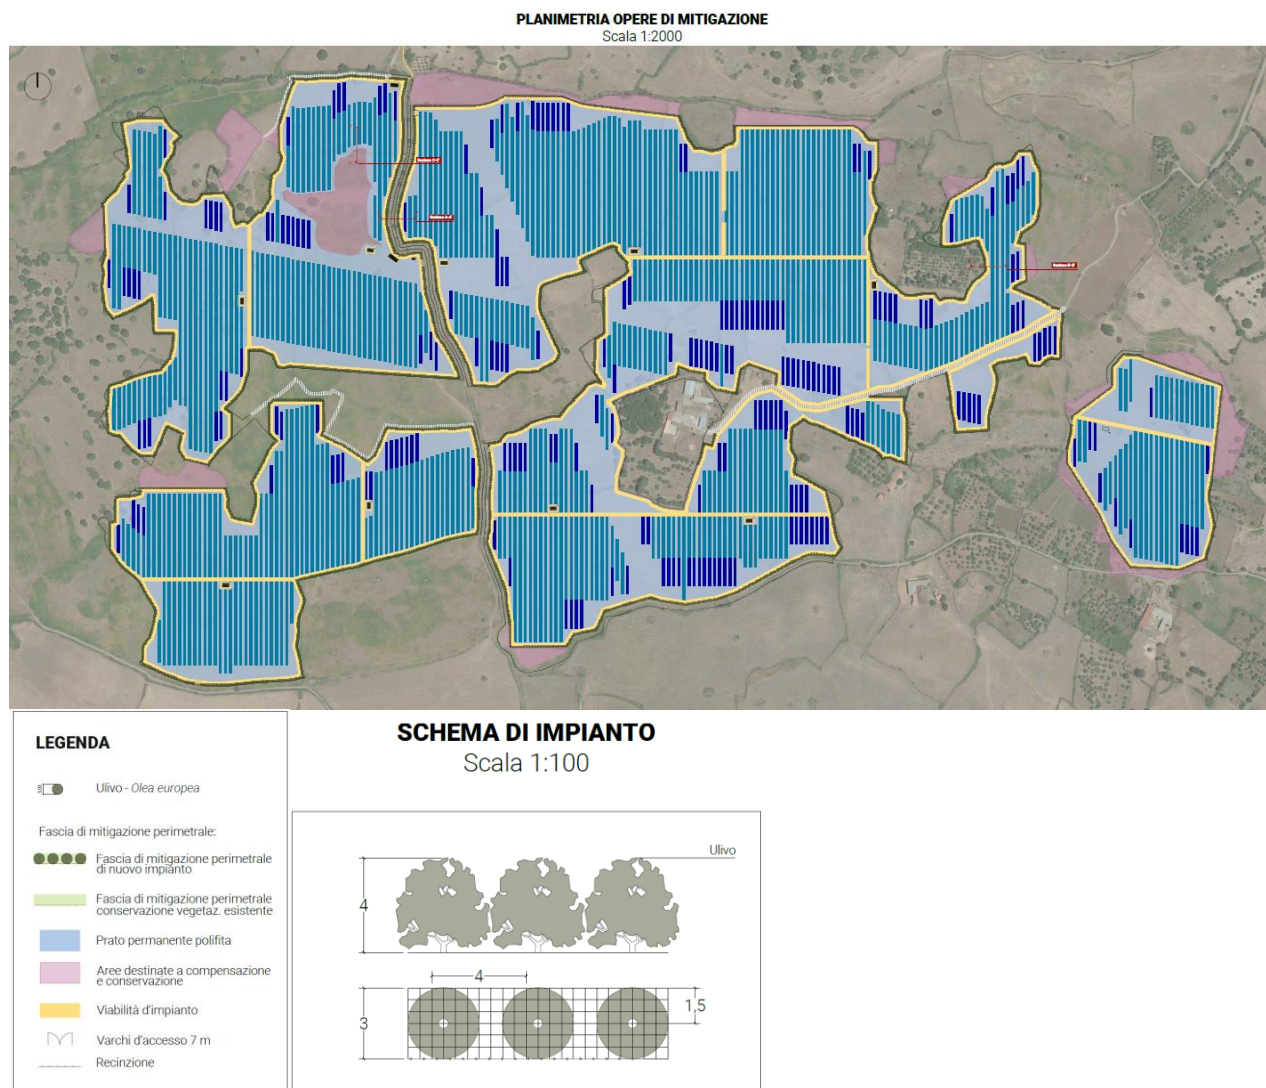 PLANIMETRIA OPERE DI MITIGAZIONE
Scala 1:2000
LEGENDA
Ulivo - Olea europea
Fascia di mitigazione perimetrale:
Fascia di mitigazione perimetrale
di nuovo impianto
Fascia di mitigazione perimetrale
conservazione vegetaz. esistente
Prato permanente polifita
Aree destinate a compensazione
e conservazione
Viabilità d'impianto
Varchi d'accesso 7 m
Recinzione
SCHEMA DI IMPIANTO
Scala 1:100
Ulivo
4
4
3
1,5